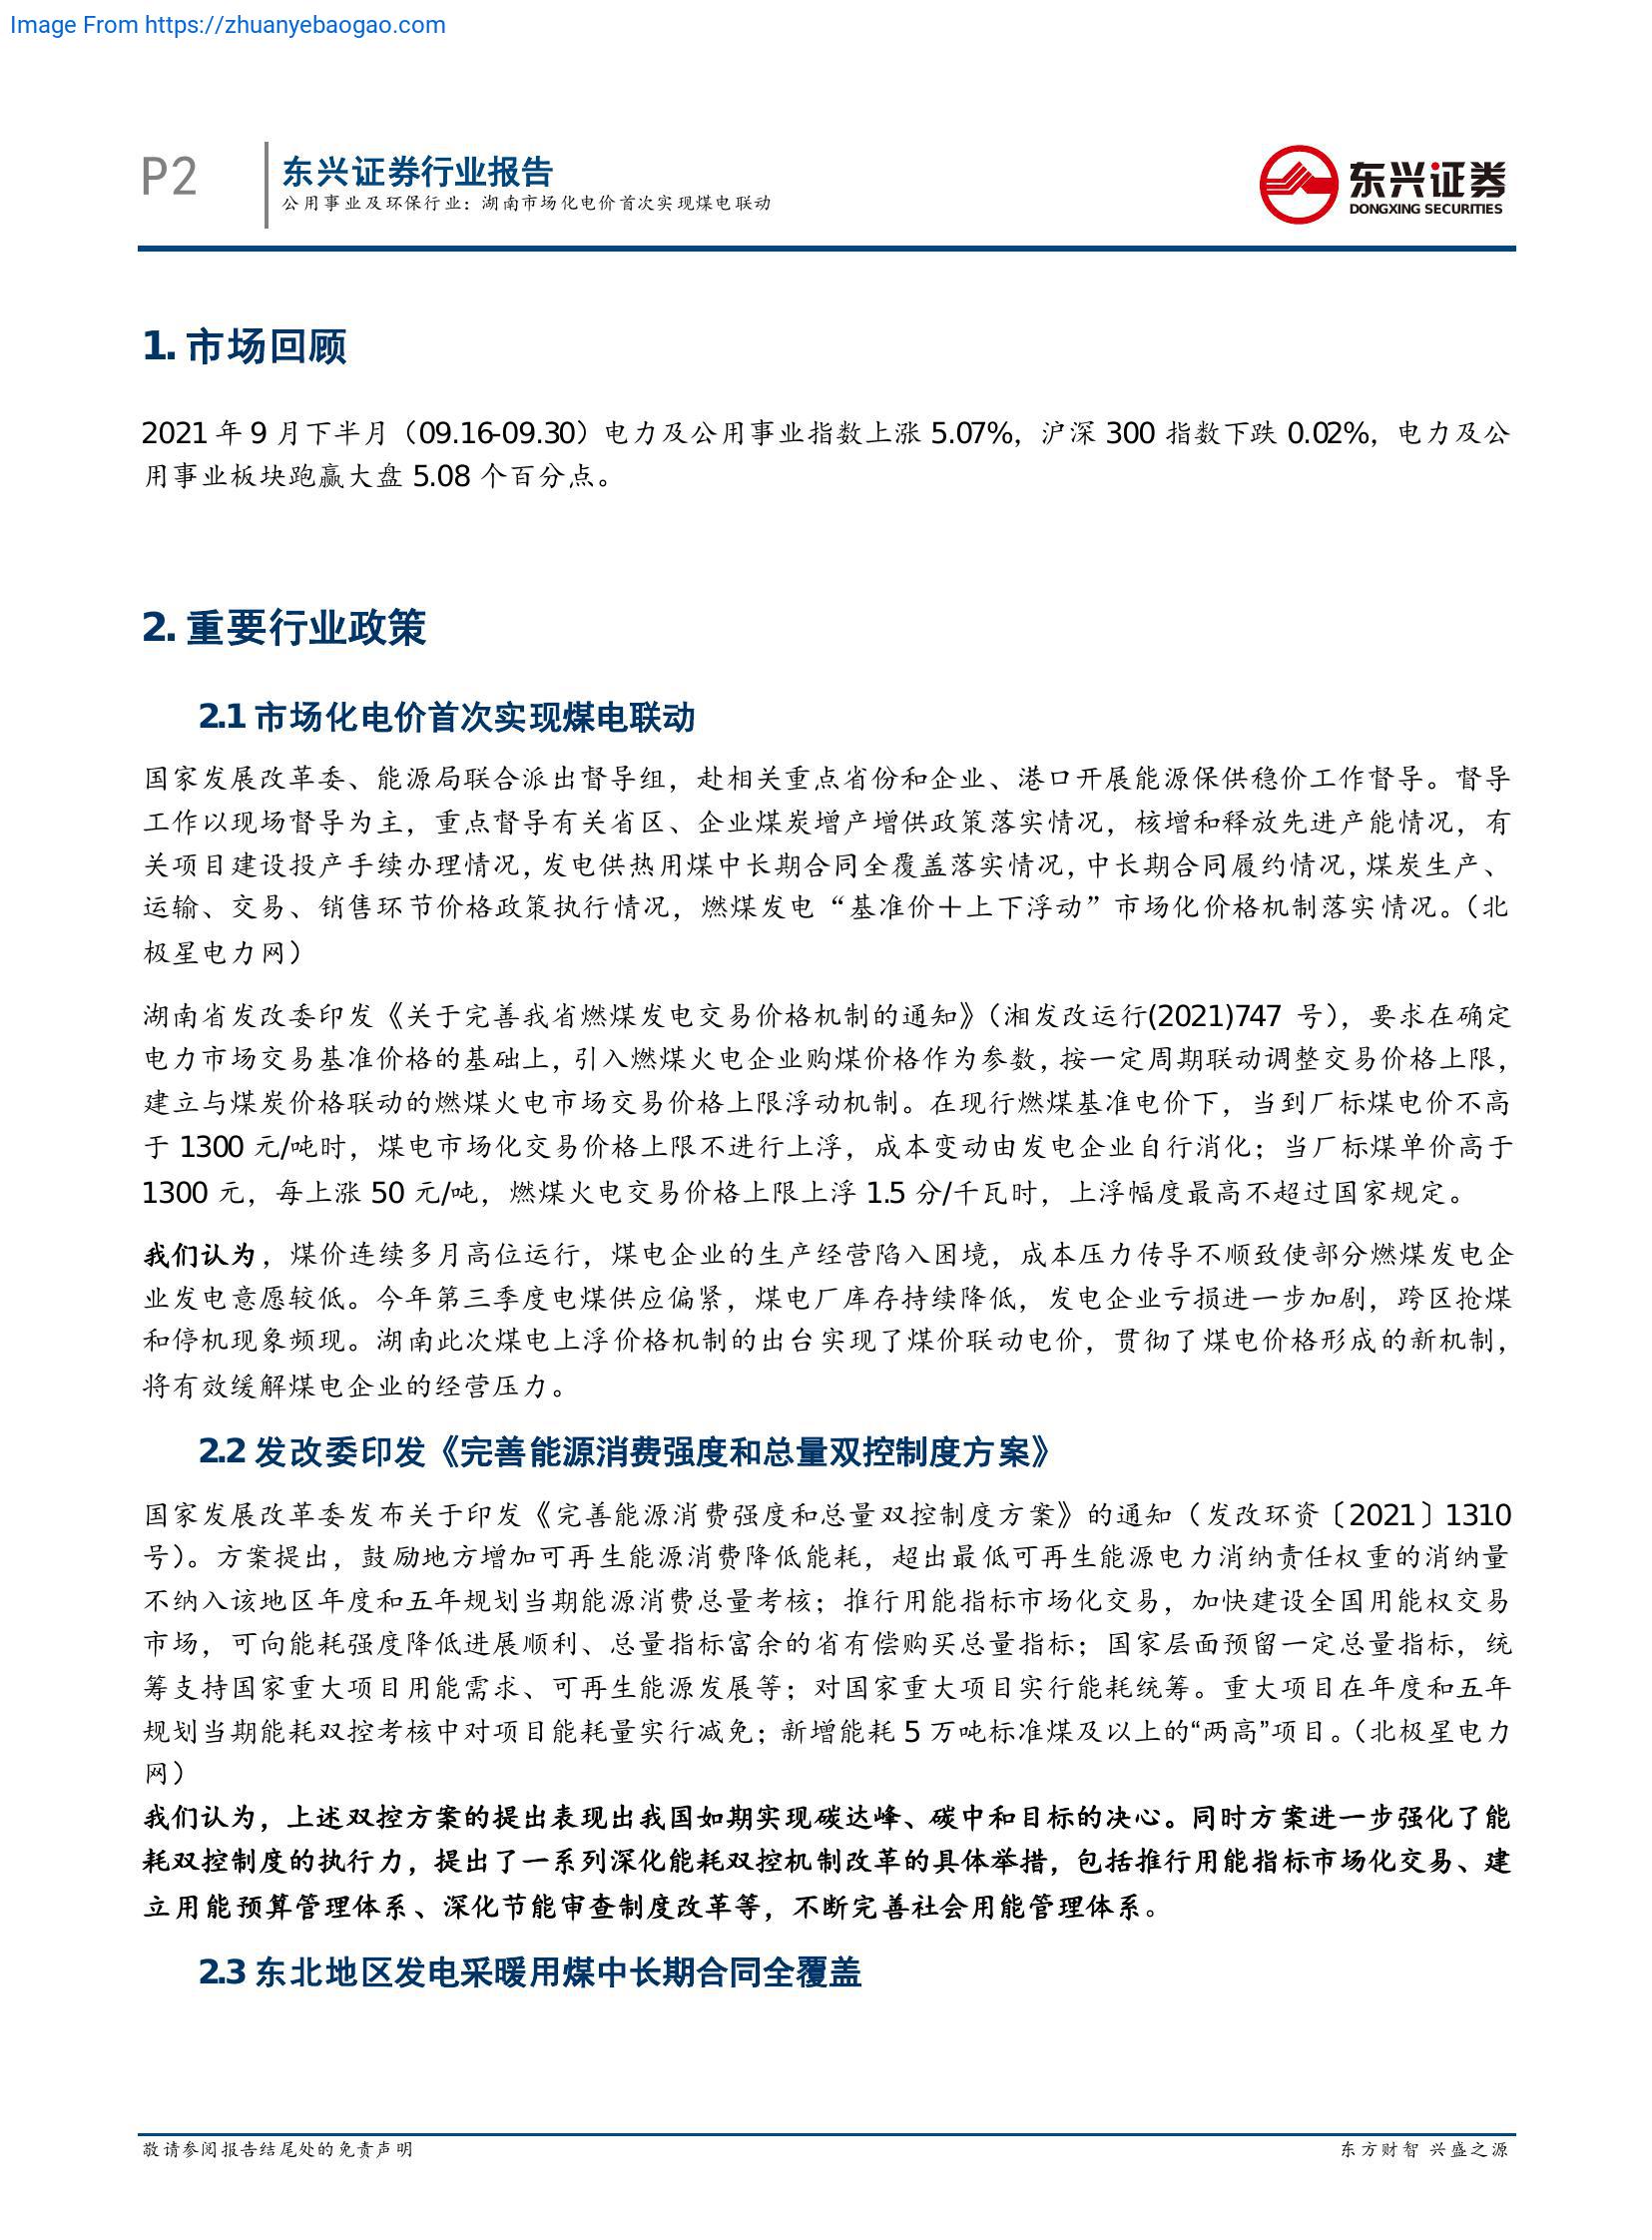 Image From https://zhuanyebaogao.com
P2
东兴证券行业报告
公用事业及环保行业：湖南市场化电价首次实现煤电联动
东兴证券
DONGXING SECURITIES
1. 市场回顾
2021 年 9 月下半月（09.16-09.30）电力及公用事业指数上涨 5.07%，沪深 300 指数下跌 0.02%，电力及公
用事业板块跑赢大盘 5.08 个百分点。
2. 重要行业政策
2.1 市场化电价首次实现煤电联动
国家发展改革委、能源局联合派出督导组，赴相关重点省份和企业、港口开展能源保供稳价工作督导。督导
工作以现场督导为主，重点督导有关省区、企业煤炭增产增供政策落实情况，核增和释放先进产能情况，有
关项目建设投产手续办理情况，发电供热用煤中长期合同全覆盖落实情况，中长期合同履约情况，煤炭生产、
运输、交易、销售环节价格政策执行情况，燃煤发电“基准价＋上下浮动”市场化价格机制落实情况。（北
极星电力网）
湖南省发改委印发《关于完善我省燃煤发电交易价格机制的通知》（湘发改运行(2021)747 号），要求在确定
电力市场交易基准价格的基础上，引入燃煤火电企业购煤价格作为参数，按一定周期联动调整交易价格上限，
建立与煤炭价格联动的燃煤火电市场交易价格上限浮动机制。在现行燃煤基准电价下，当到厂标煤电价不高
于 1300 元/吨时，煤电市场化交易价格上限不进行上浮，成本变动由发电企业自行消化；当厂标煤单价高于
1300 元，每上涨 50 元/吨，燃煤火电交易价格上限上浮 1.5 分/千瓦时，上浮幅度最高不超过国家规定。
我们认为，煤价连续多月高位运行，煤电企业的生产经营陷入困境，成本压力传导不顺致使部分燃煤发电企
业发电意愿较低。今年第三季度电煤供应偏紧，煤电厂库存持续降低，发电企业亏损进一步加剧，跨区抢煤
和停机现象频现。湖南此次煤电上浮价格机制的出台实现了煤价联动电价，贯彻了煤电价格形成的新机制，
将有效缓解煤电企业的经营压力。
2.2 发改委印发《完善能源消费强度和总量双控制度方案》
国家发展改革委发布关于印发《完善能源消费强度和总量双控制度方案》的通知（发改环资〔2021〕1310
号）。方案提出，鼓励地方增加可再生能源消费降低能耗，超出最低可再生能源电力消纳责任权重的消纳量
不纳入该地区年度和五年规划当期能源消费总量考核；推行用能指标市场化交易，加快建设全国用能权交易
市场，可向能耗强度降低进展顺利、总量指标富余的省有偿购买总量指标；国家层面预留一定总量指标，统
筹支持国家重大项目用能需求、可再生能源发展等；对国家重大项目实行能耗统筹。重大项目在年度和五年
规划当期能耗双控考核中对项目能耗量实行减免；新增能耗 5 万吨标准煤及以上的“两高”项目。（北极星电力
网）
我们认为，上述双控方案的提出表现出我国如期实现碳达峰、碳中和目标的决心。同时方案进一步强化了能
耗双控制度的执行力，提出了一系列深化能耗双控机制改革的具体举措，包括推行用能指标市场化交易、建
立用能预算管理体系、深化节能审查制度改革等，不断完善社会用能管理体系。
2.3 东北地区发电采暖用煤中长期合同全覆盖
敬请参阅报告结尾处的免责声明
东方财智 兴盛之源